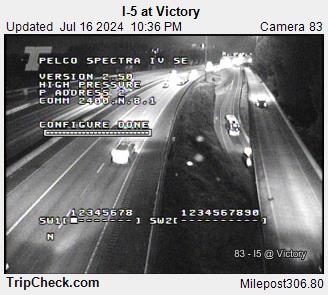 I-5 at Victory
Updated Jul 16 2024 10:36 PM Camera 83
PELCO SPECTRA IV SE
VERSION 2.50
HIGH PRESSURE
P ADDRESS 2
COMM 2400,N,8,1
CONFIGURE DONE
12345678 1234567890
SW1[ ] SW2[ ]
N
83 - I5 @ Victory
TripCheck.com Milepost306.80